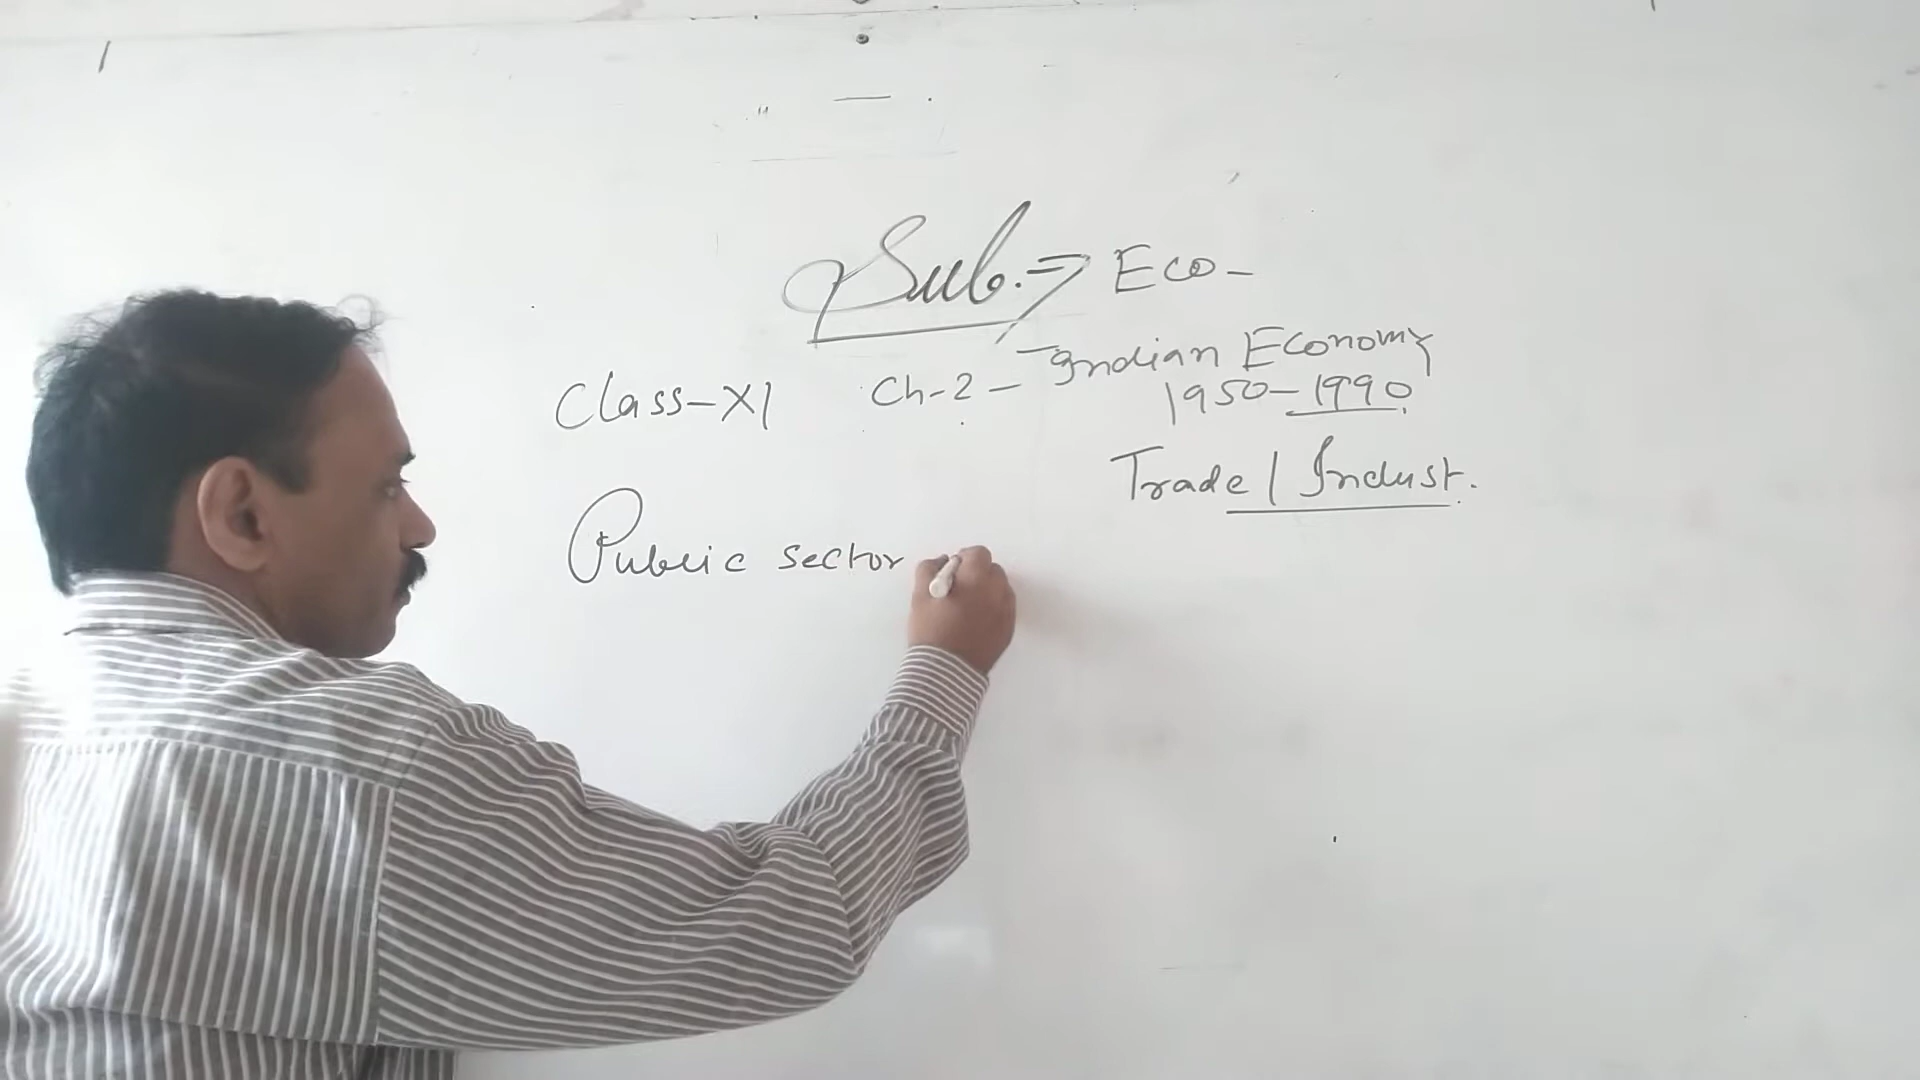 Sub. ⇒ Eco-
Class-XI Ch-2 - Indian Economy
1950-1990.
Trade / Indust.
Public sector